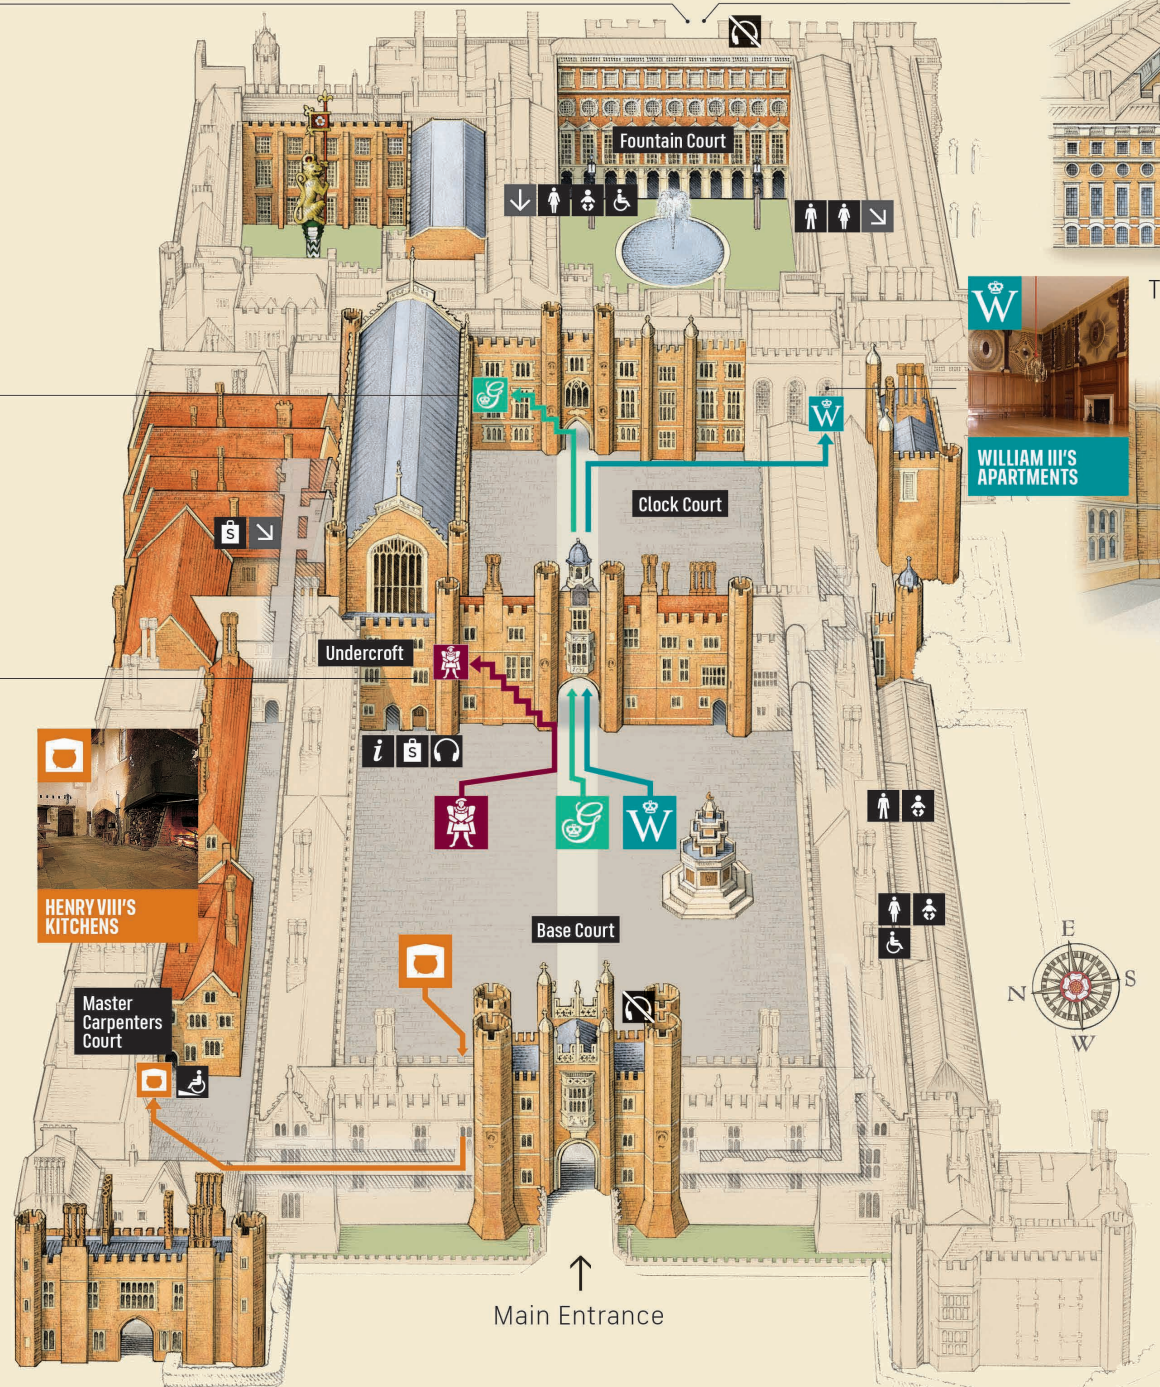 Fountain Court
T
W
W
WILLIAM III'S
APARTMENTS
G
Clock Court
S
Undercroft
i
S
G
W
HENRY VIII'S
KITCHENS
Base Court
E
N
S
W
Master
Carpenters
Court
Main Entrance